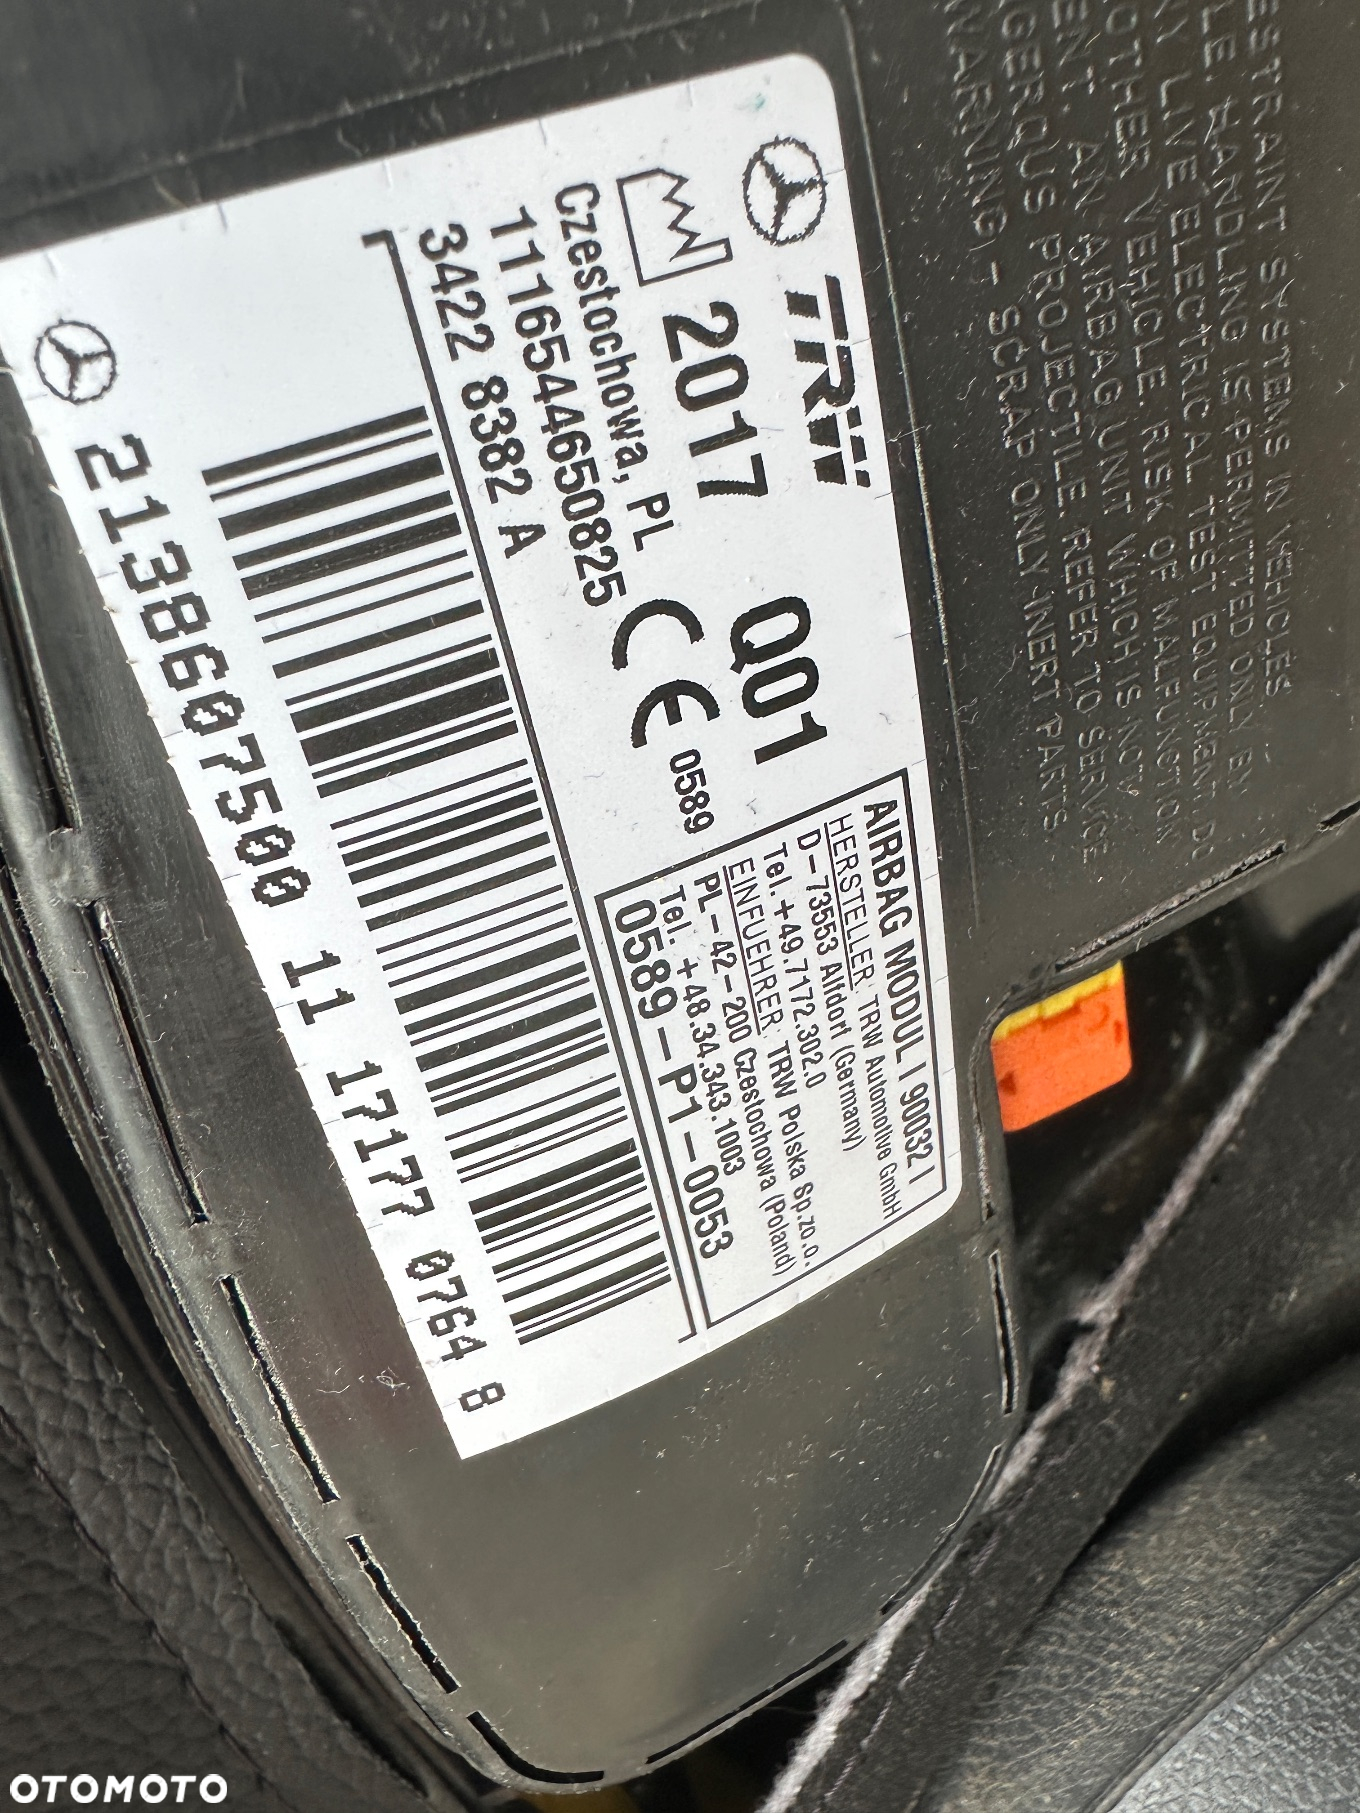 TRW
2017 Q01
Czestochowa, PL
1116544650825
3422 8382 A
CE 0589
AIRBAG MODUL I 90032 I
HERSTELLER: TRW Automotive GmbH
D-73553 Alfdorf (Germany)
Tel.+49.7172.302.0
EINFUEHRER: TRW Polska Sp.zo.o.
PL-42-200 Czestochowa (Poland)
Tel. +48.34.343.1003
0589-P1-0053
2138607500 11 17177 0764 8
WARNING - SCRAP ONLY INERT PARTS
PROJECTILE. REFER TO SERVICE
AN AIRBAG UNIT WHICH IS NOT
OTHER VEHICLE. RISK OF MALFUNCTION
LIVE ELECTRICAL TEST EQUIPMENT. DO
HANDLING IS PERMITTED ONLY BY
SYSTEMS IN VEHICLES
OTOMOTO